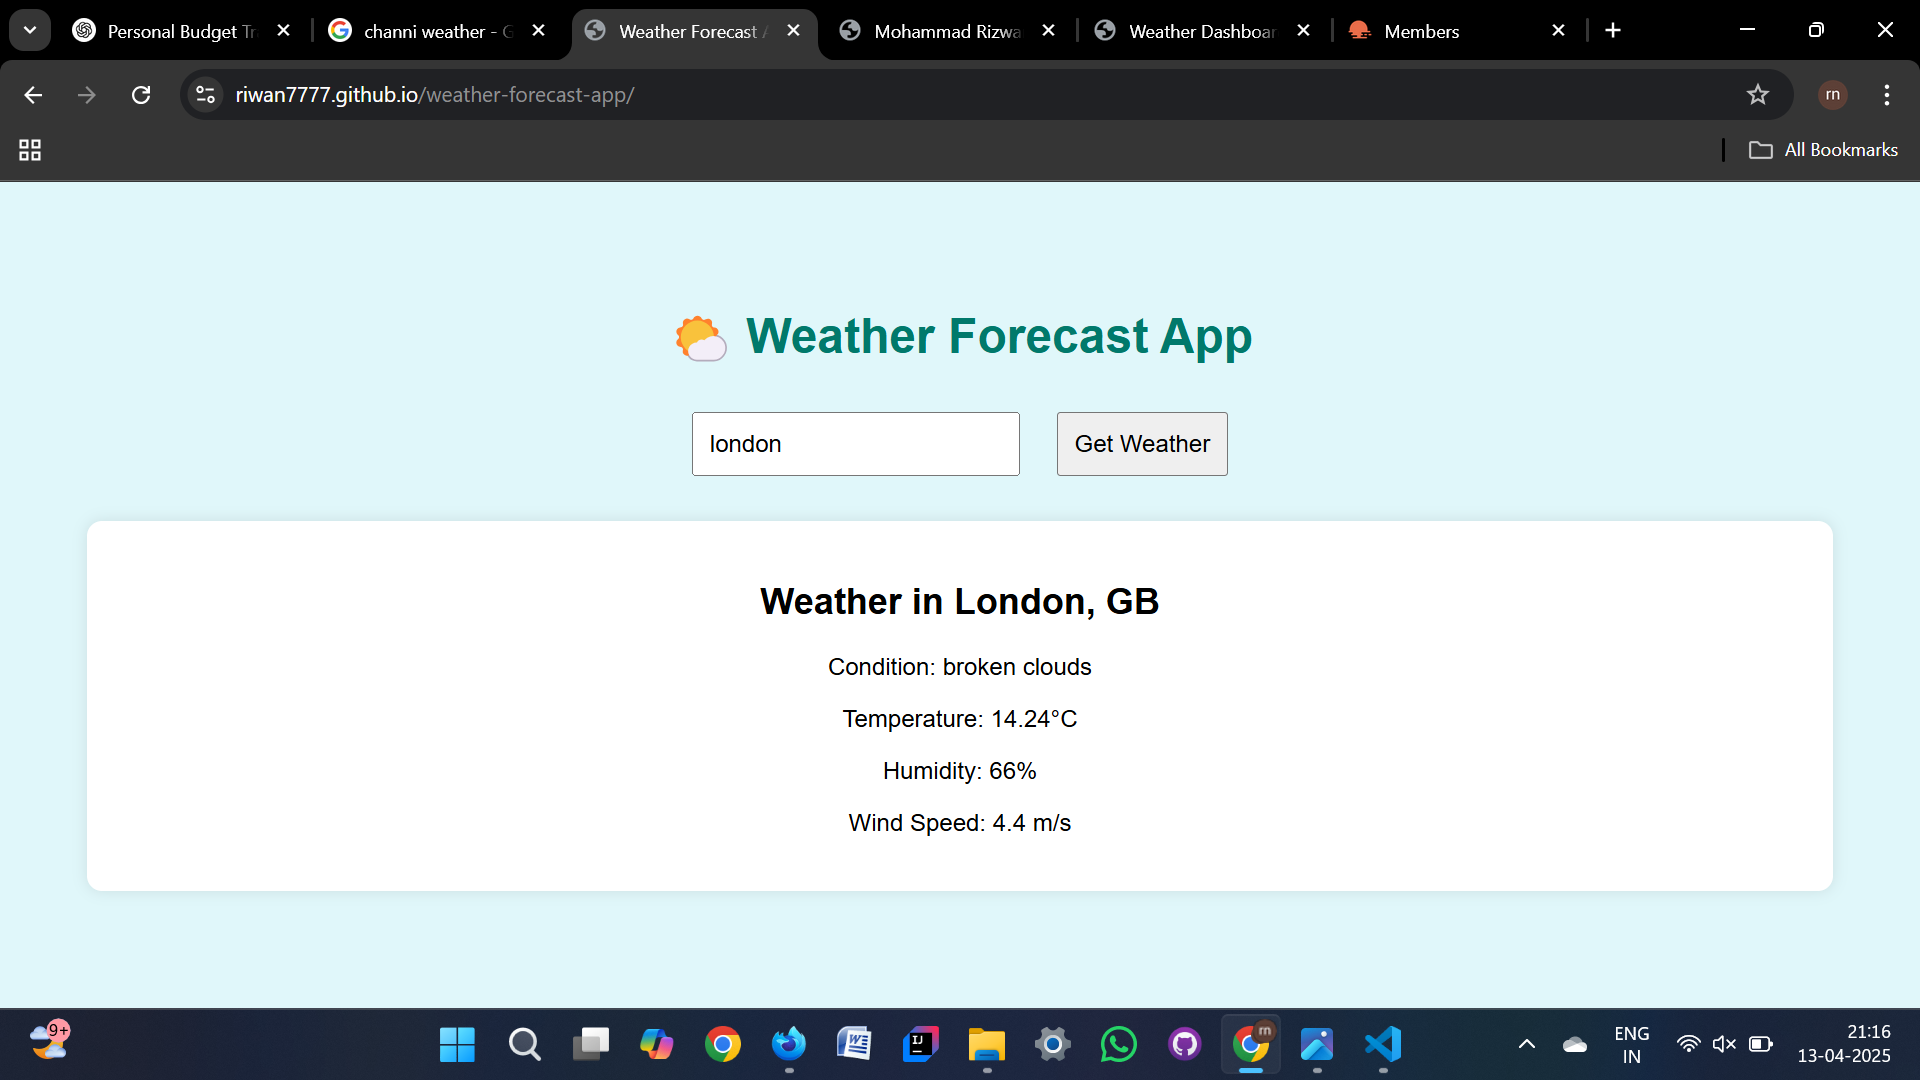 Personal Budget Tr
channi weather - G
Weather Forecast A
Mohammad Rizwa
Weather Dashboar
Members
riwan7777.github.io/weather-forecast-app/
rn
All Bookmarks
Weather Forecast App
london
Get Weather
Weather in London, GB
Condition: broken clouds
Temperature: 14.24°C
Humidity: 66%
Wind Speed: 4.4 m/s
9+
W
IJ
rn
ENG
IN
21:16
13-04-2025